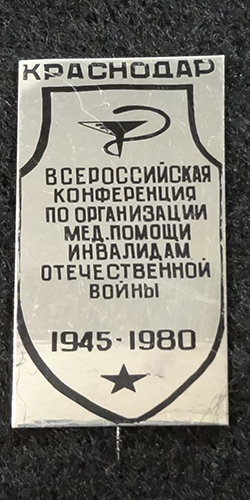 КРАСНОДАР
ВСЕРОССИЙСКАЯ
КОНФЕРЕНЦИЯ
ПО ОРГАНИЗАЦИИ
МЕД. ПОМОЩИ
ИНВАЛИДАМ
ОТЕЧЕСТВЕННОЙ
ВОЙНЫ
1945-1980